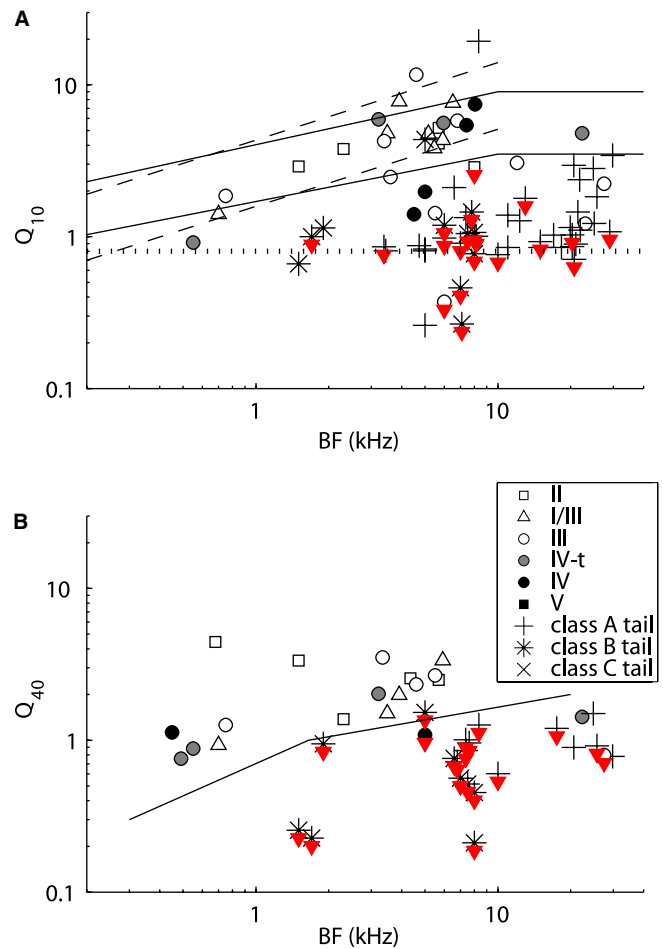 A
10
1
0.1
Q10
1
10
BF (kHz)
B
II
I/III
III
IV-t
IV
V
class A tail
class B tail
class C tail
10
1
0.1
Q40
1
10
BF (kHz)